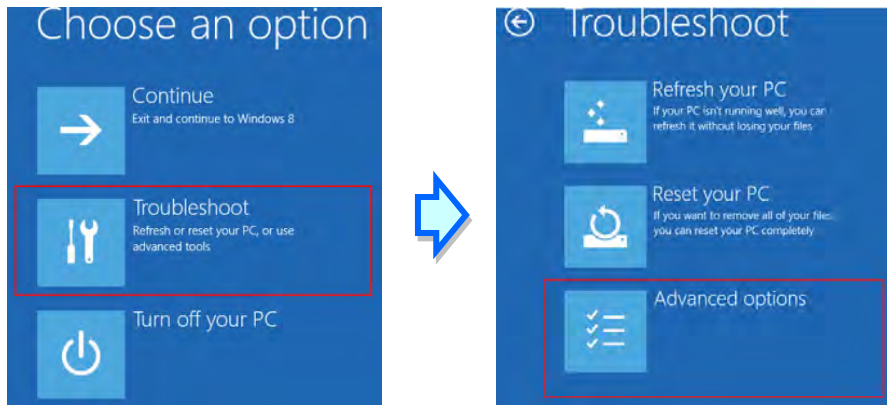 Choose an option
Continue
Exit and continue to Windows 8
Troubleshoot
Refresh or reset your PC, or use
advanced tools
Turn off your PC
Troubleshoot
Refresh your PC
If your PC isn't running well, you can
refresh it without losing your files
Reset your PC
If you want to remove all of your files,
you can reset your PC completely
Advanced options